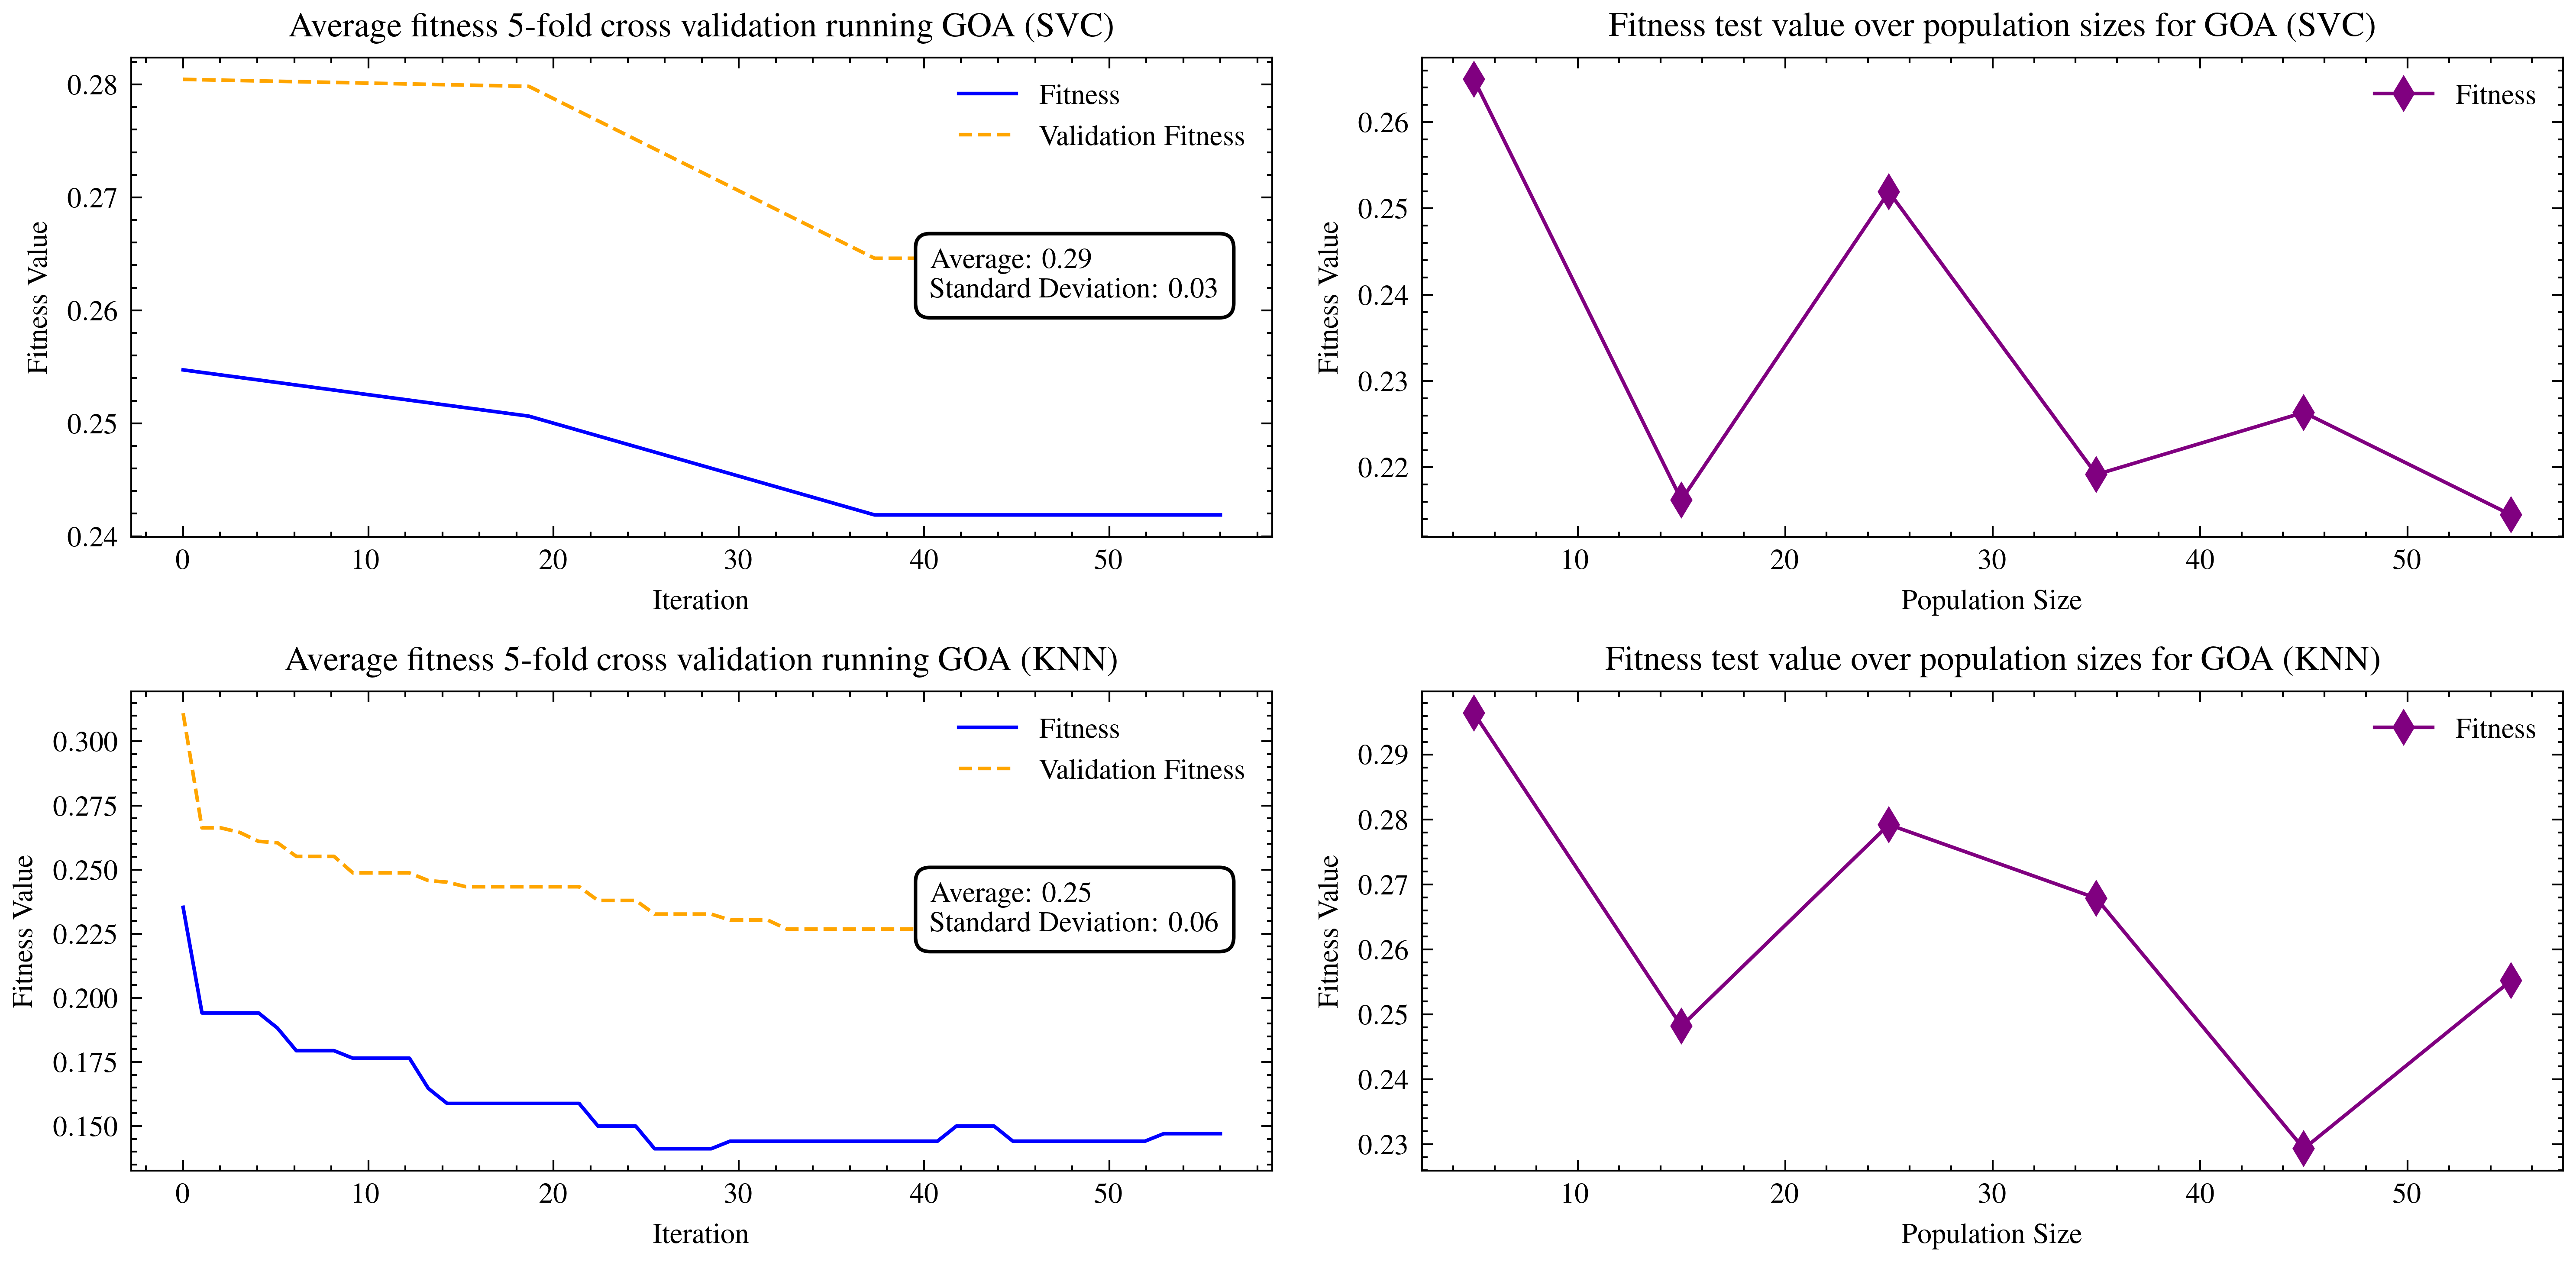 Average fitness 5-fold cross validation running GOA (SVC)
Fitness Value
0.28
0.27
0.26
0.25
0.24
Fitness
Validation Fitness
Average: 0.29
Standard Deviation: 0.03
0 10 20 30 40 50
Iteration
Fitness test value over population sizes for GOA (SVC)
Fitness Value
0.26
0.25
0.24
0.23
0.22
Fitness
10 20 30 40 50
Population Size
Average fitness 5-fold cross validation running GOA (KNN)
Fitness Value
0.300
0.275
0.250
0.225
0.200
0.175
0.150
Fitness
Validation Fitness
Average: 0.25
Standard Deviation: 0.06
0 10 20 30 40 50
Iteration
Fitness test value over population sizes for GOA (KNN)
Fitness Value
0.29
0.28
0.27
0.26
0.25
0.24
0.23
Fitness
10 20 30 40 50
Population Size